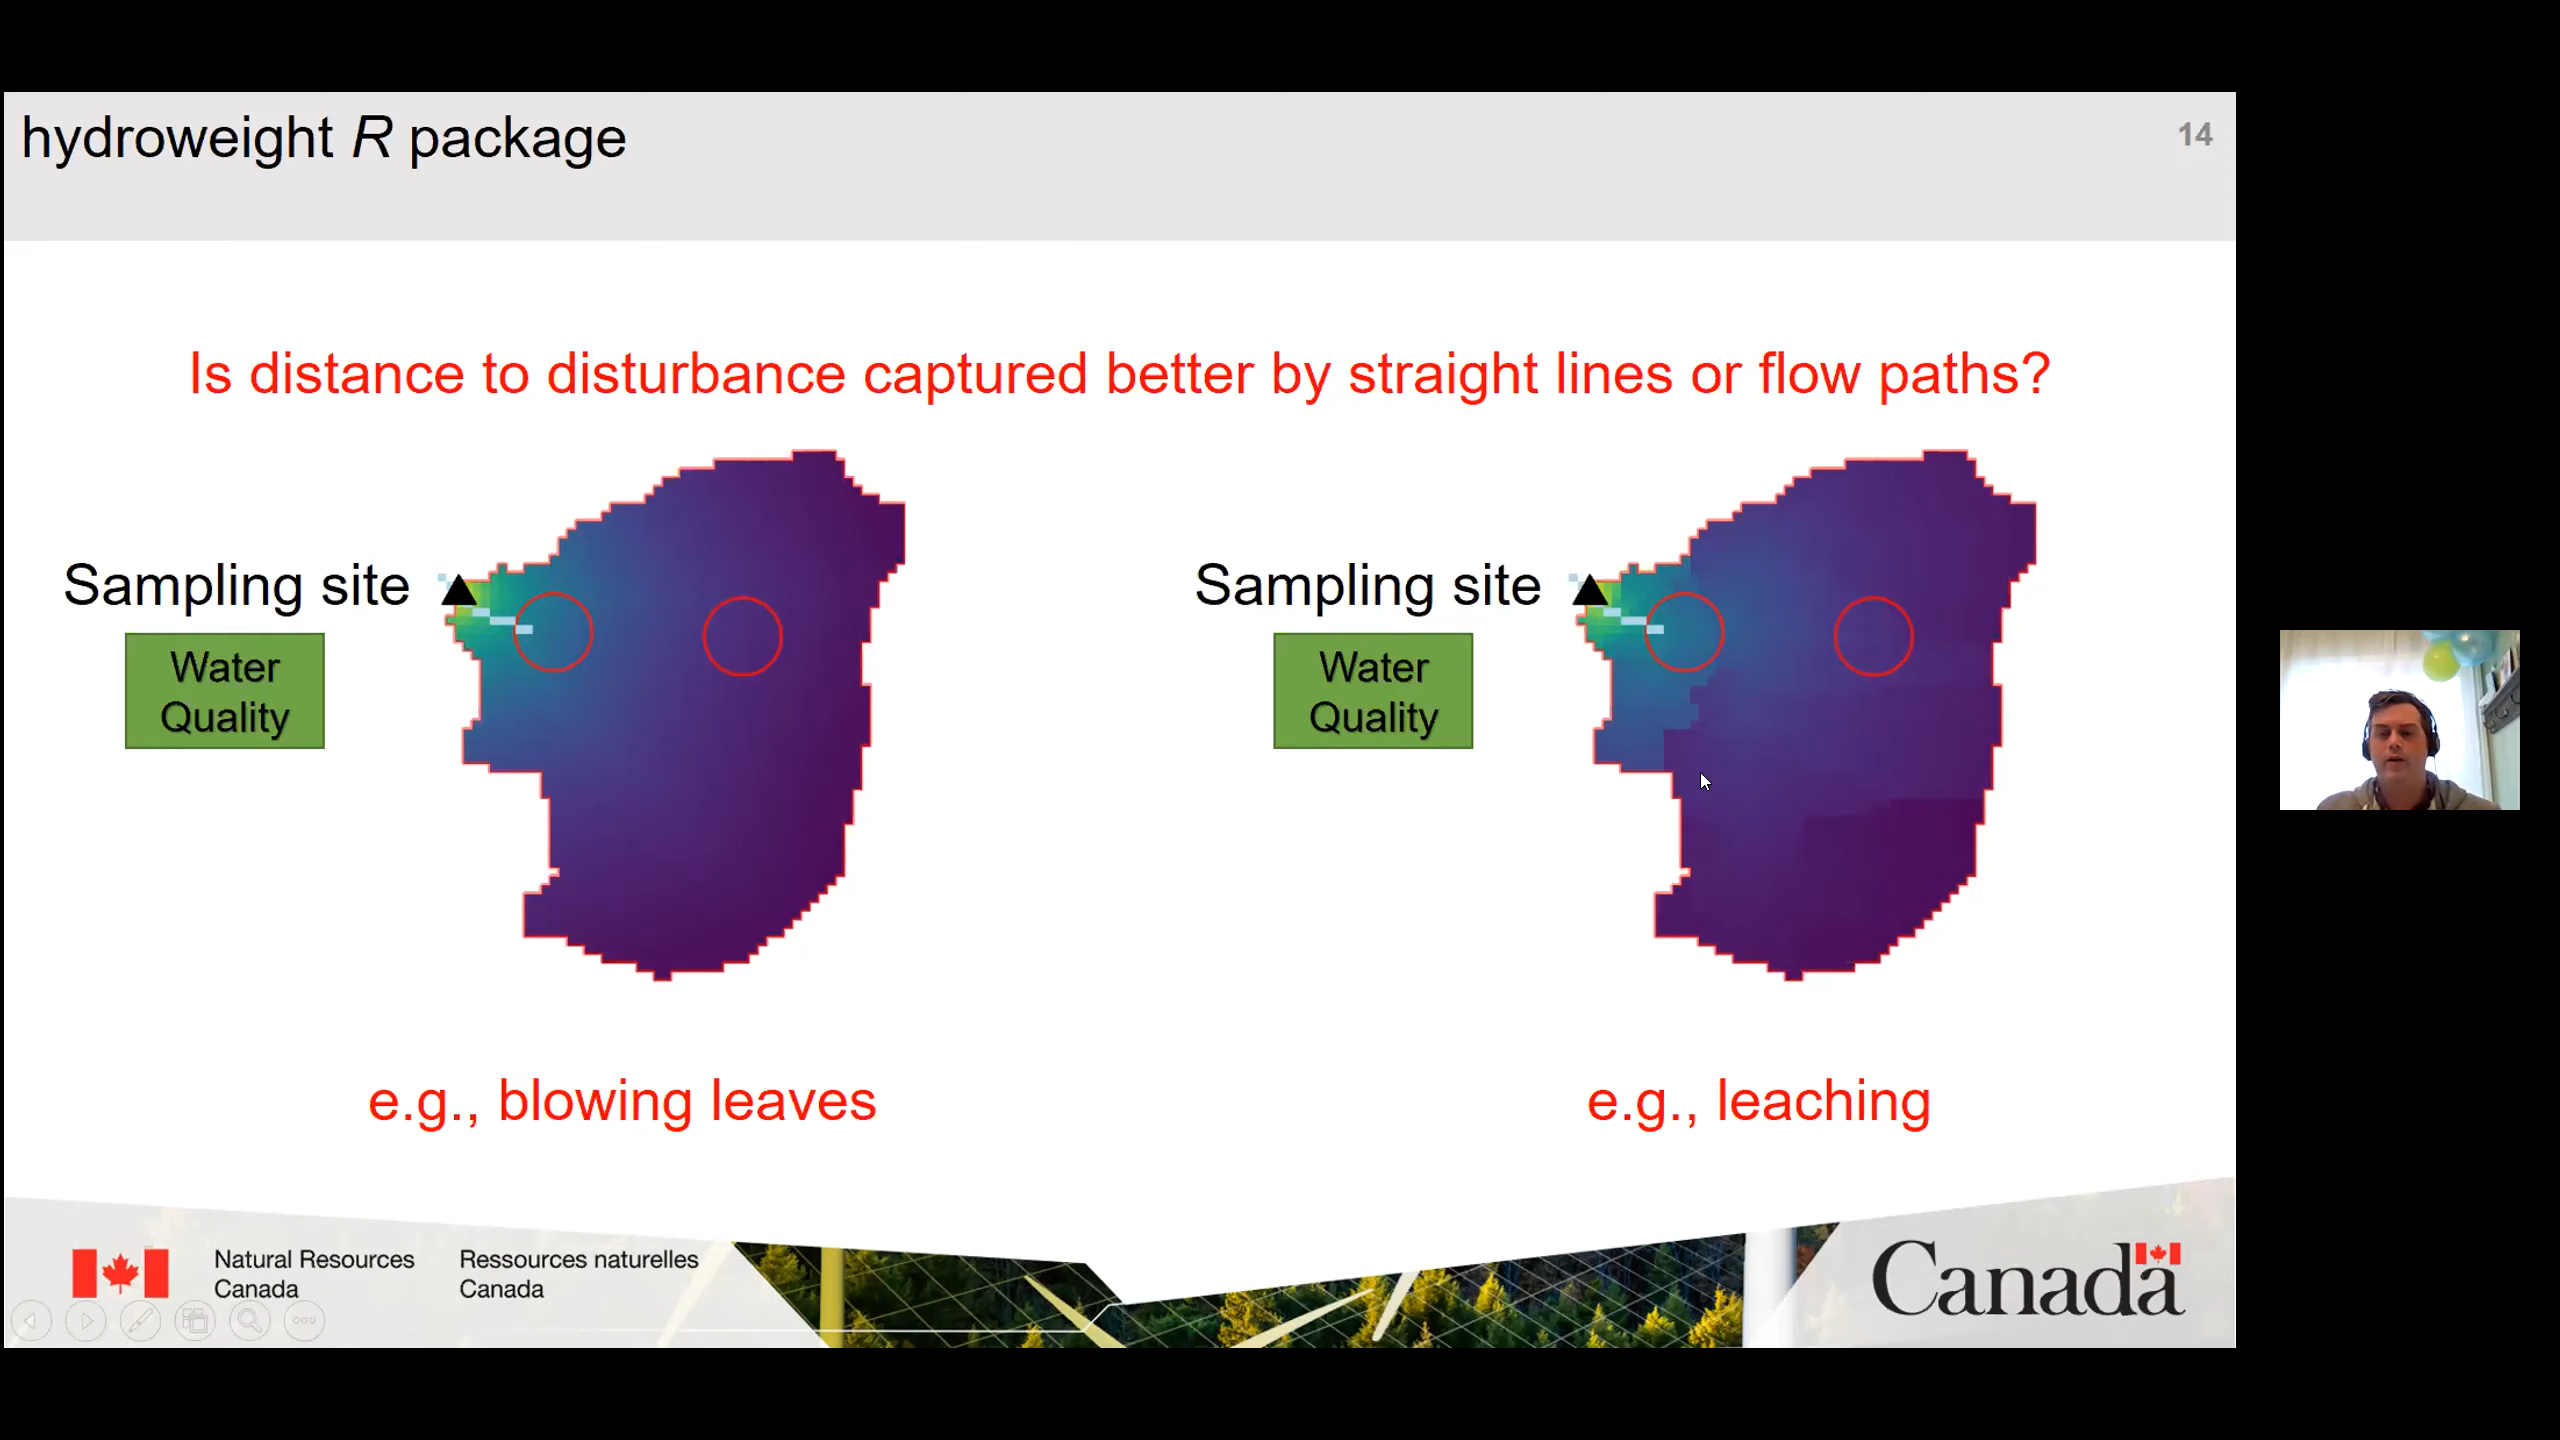 hydroweight R package
14
Is distance to disturbance captured better by straight lines or flow paths?
Sampling site
Water
Quality
Sampling site
Water
Quality
e.g., blowing leaves
e.g., leaching
Natural Resources
Canada
Ressources naturelles
Canada
Canada